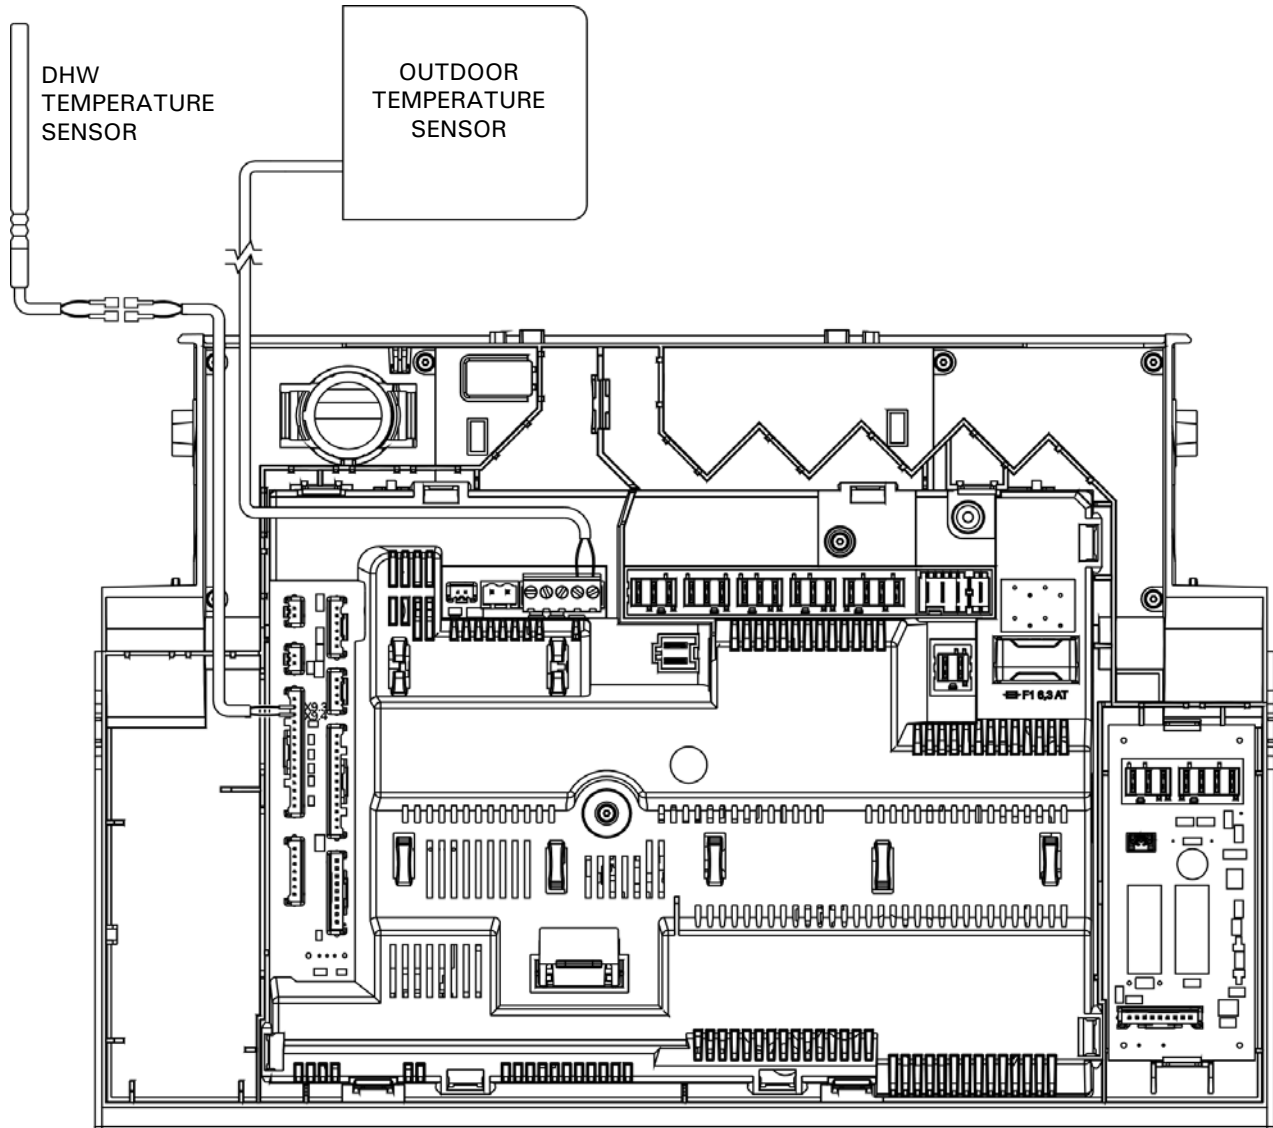 DHW
TEMPERATURE
SENSOR
OUTDOOR
TEMPERATURE
SENSOR
F1 6,3 AT